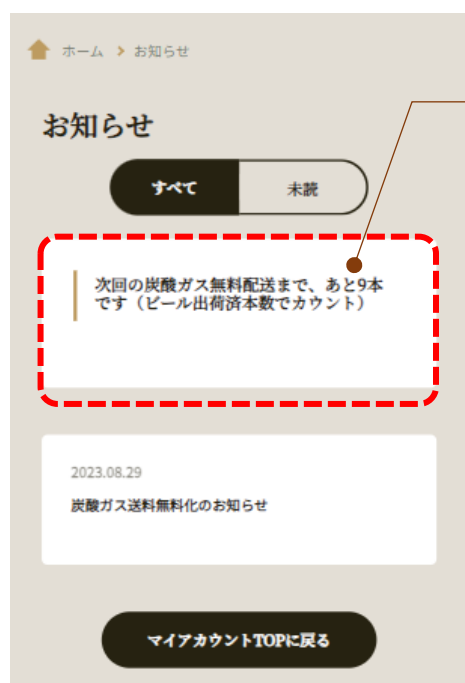 ホーム > お知らせ
お知らせ
すべて 未読
次回の炭酸ガス無料配送まで、あと9本
です（ビール出荷済本数でカウント）
2023.08.29
炭酸ガス送料無料化のお知らせ
マイアカウントTOPに戻る